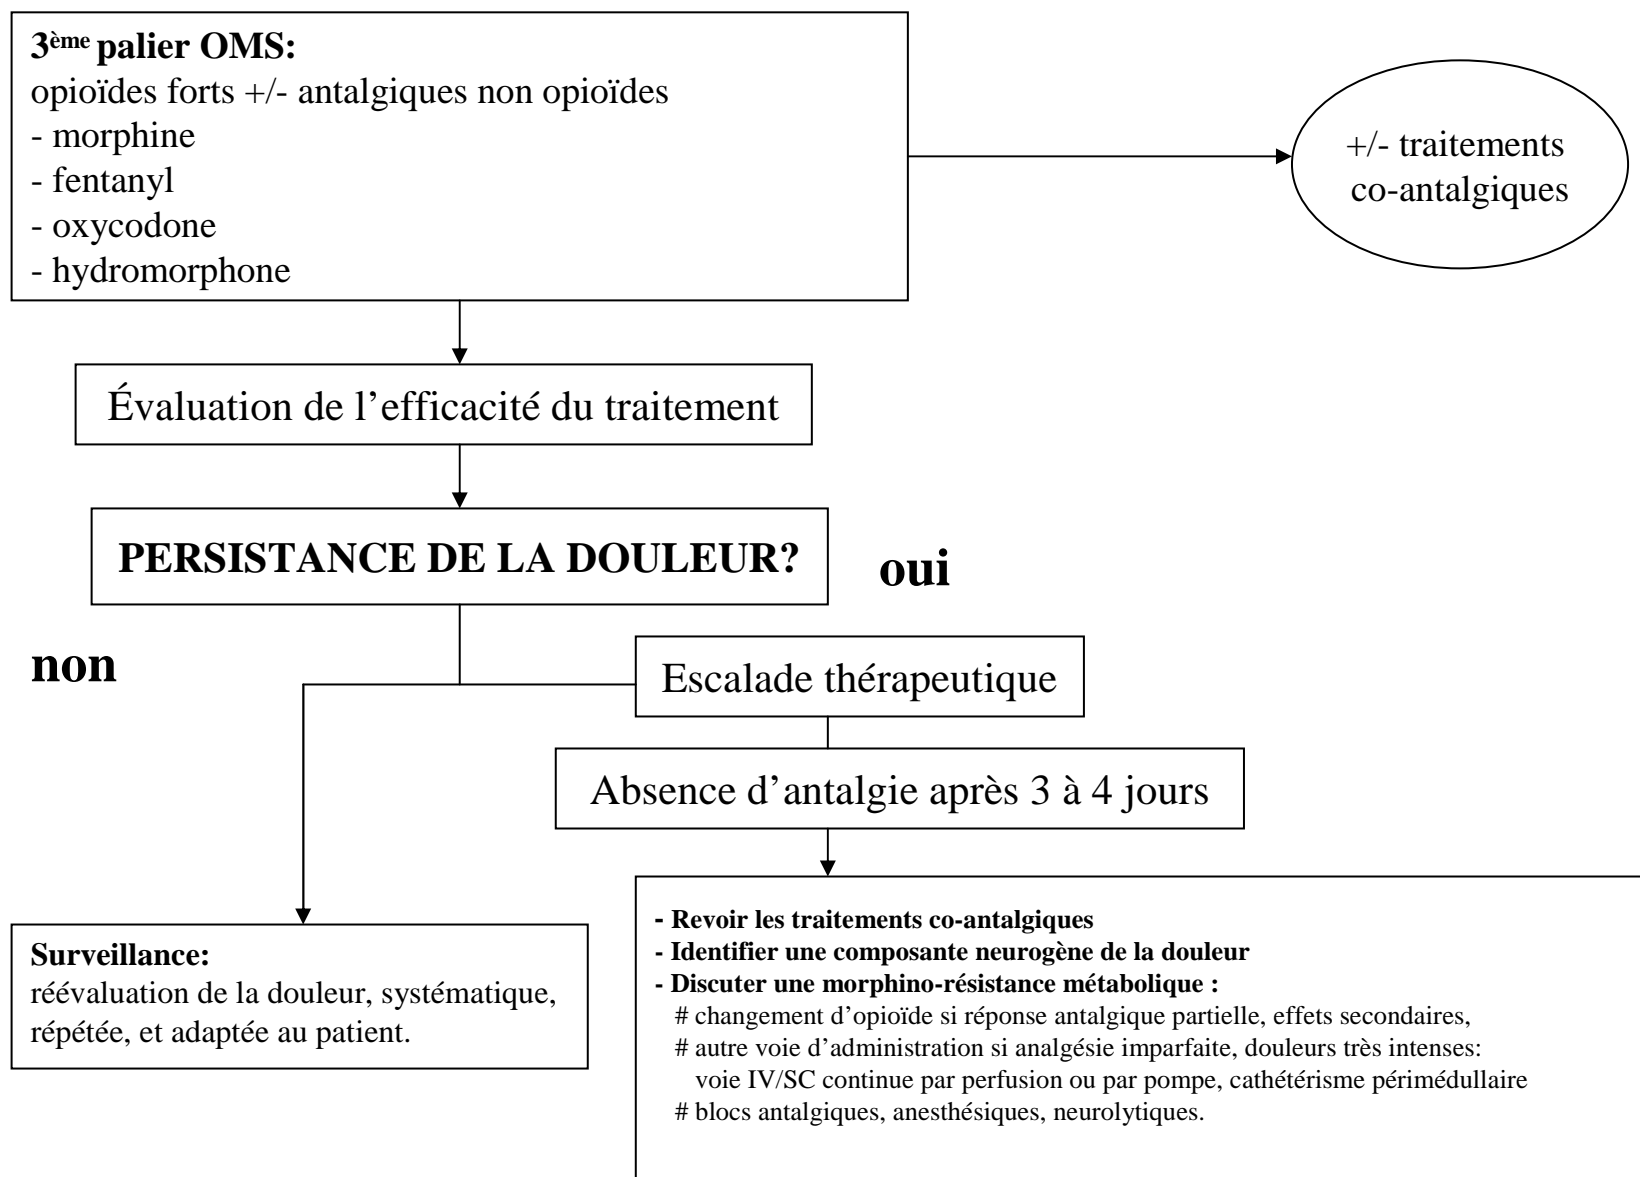 3ème palier OMS:
opioïdes forts +/- antalgiques non opioïdes
- morphine
- fentanyl
- oxycodone
- hydromorphone
+/- traitements
co-antalgiques
Évaluation de l’efficacité du traitement
PERSISTANCE DE LA DOULEUR?
oui
non
Escalade thérapeutique
Absence d’antalgie après 3 à 4 jours
Surveillance:
réévaluation de la douleur, systématique,
répétée, et adaptée au patient.
- Revoir les traitements co-antalgiques
- Identifier une composante neurogène de la douleur
- Discuter une morphino-résistance métabolique :
# changement d’opioïde si réponse antalgique partielle, effets secondaires,
# autre voie d’administration si analgésie imparfaite, douleurs très intenses:
voie IV/SC continue par perfusion ou par pompe, cathétérisme périmédullaire
# blocs antalgiques, anesthésiques, neurolytiques.